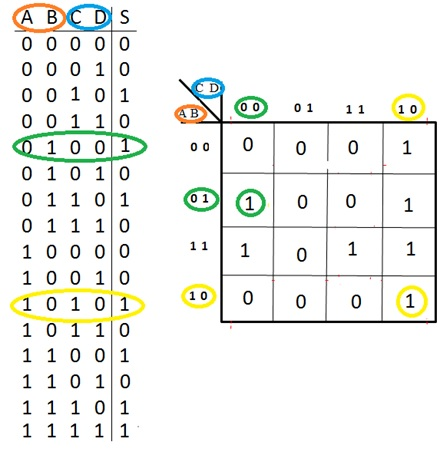 A B C D S
0 0 0 0 0
0 0 0 1 0
0 0 1 0 1
0 0 1 1 0
0 1 0 0 1
0 1 0 1 0
0 1 1 0 1
0 1 1 1 0
1 0 0 0 0
1 0 0 1 0
1 0 1 0 1
1 0 1 1 0
1 1 0 0 1
1 1 0 1 0
1 1 1 0 1
1 1 1 1 1
C D
A B
0 0 0 1 1 1 1 0
0 0 0 0 0 1
0 1 1 0 0 1
1 1 1 0 1 1
1 0 0 0 0 1